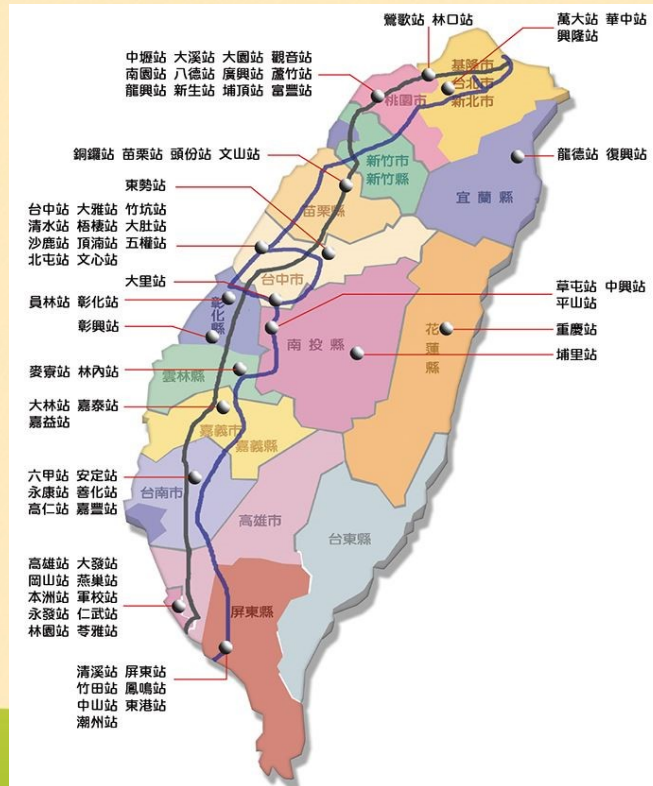 鶯歌站 林口站
萬大站 華中站
興隆站
中壢站 大溪站 大園站 觀音站
南園站 八德站 廣興站 蘆竹站
龍興站 新生站 埔頂站 富豐站
基隆市
台北市
新北市
桃園市
龍德站 復興站
新竹市
新竹縣
宜蘭縣
銅鑼站 苗栗站 頭份站 文山站
東勢站
苗栗縣
台中站 大雅站 竹坑站
清水站 梧棲站 大肚站
沙鹿站 頂湳站 五權站
北屯站 文心站
台中市
大里站
員林站 彰化站
彰化縣
彰興站
草屯站 中興站
平山站
花蓮縣
重慶站
南投縣
埔里站
麥寮站 林內站
雲林縣
大林站 嘉泰站
嘉益站
嘉義市
嘉義縣
六甲站 安定站
永康站 善化站
高仁站 嘉豐站
台南市
高雄市
台東縣
高雄站 大發站
岡山站 燕巢站
本洲站 軍校站
永發站 仁武站
林園站 苓雅站
屏東縣
清溪站 屏東站
竹田站 鳳鳴站
中山站 東港站
潮州站